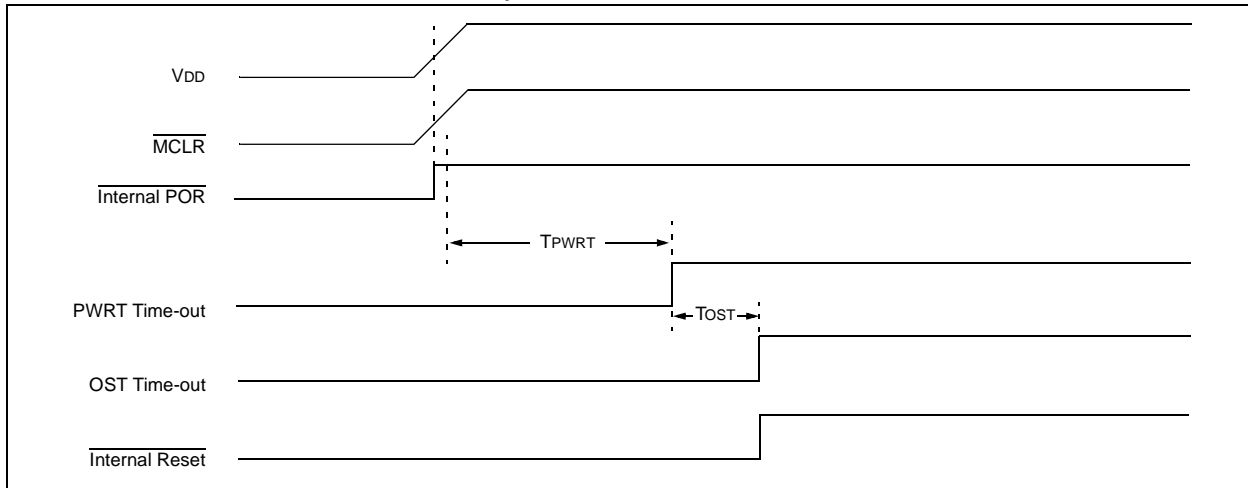 VDD
MCLR
Internal POR
TPWRT
PWRT Time-out
TOST
OST Time-out
Internal Reset